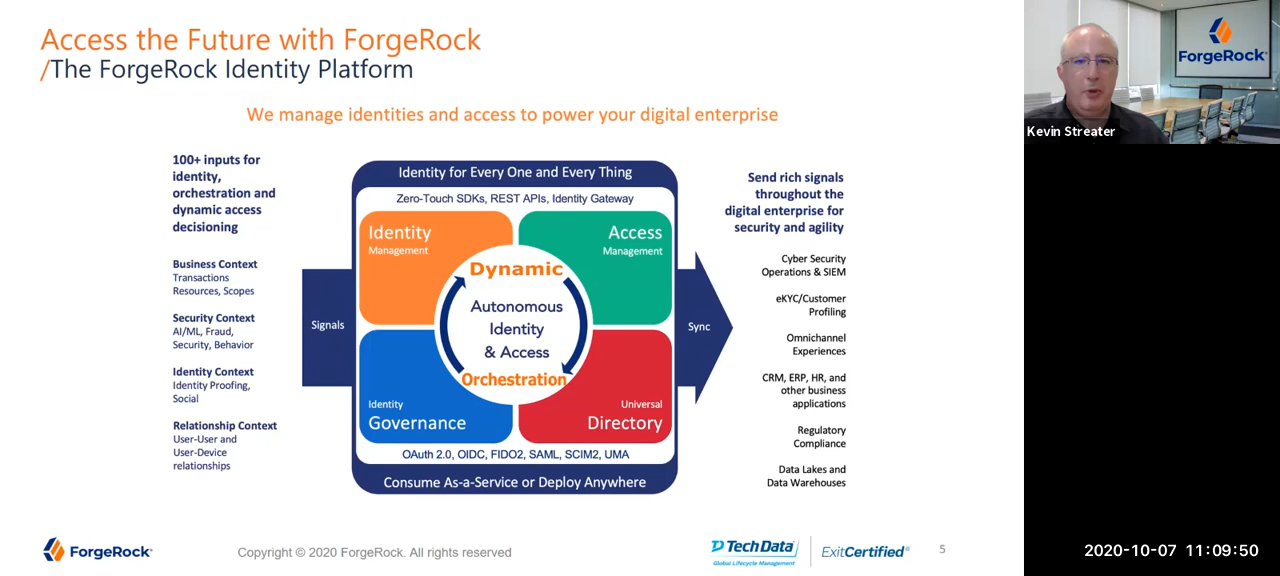 Access the Future with ForgeRock
/The ForgeRock Identity Platform
We manage identities and access to power your digital enterprise
100+ inputs for
identity,
orchestration and
dynamic access
decisioning
Business Context
Transactions
Resources, Scopes
Security Context
AI/ML, Fraud,
Security, Behavior
Identity Context
Identity Proofing,
Social
Relationship Context
User-User and
User-Device
relationships
Signals
Identity for Every One and Every Thing
Zero-Touch SDKs, REST APIs, Identity Gateway
Identity
Management
Access
Management
Dynamic
Autonomous
Identity
& Access
Orchestration
Identity
Governance
Universal
Directory
OAuth 2.0, OIDC, FIDO2, SAML, SCIM2, UMA
Consume As-a-Service or Deploy Anywhere
Sync
Send rich signals
throughout the
digital enterprise for
security and agility
Cyber Security
Operations & SIEM
eKYC/Customer
Profiling
Omnichannel
Experiences
CRM, ERP, HR, and
other business
applications
Regulatory
Compliance
Data Lakes and
Data Warehouses
ForgeRock
Copyright © 2020 ForgeRock. All rights reserved
TechData
Global Lifecycle Management
ExitCertified®
5
ForgeRock
Kevin Streater
2020-10-07 11:09:50